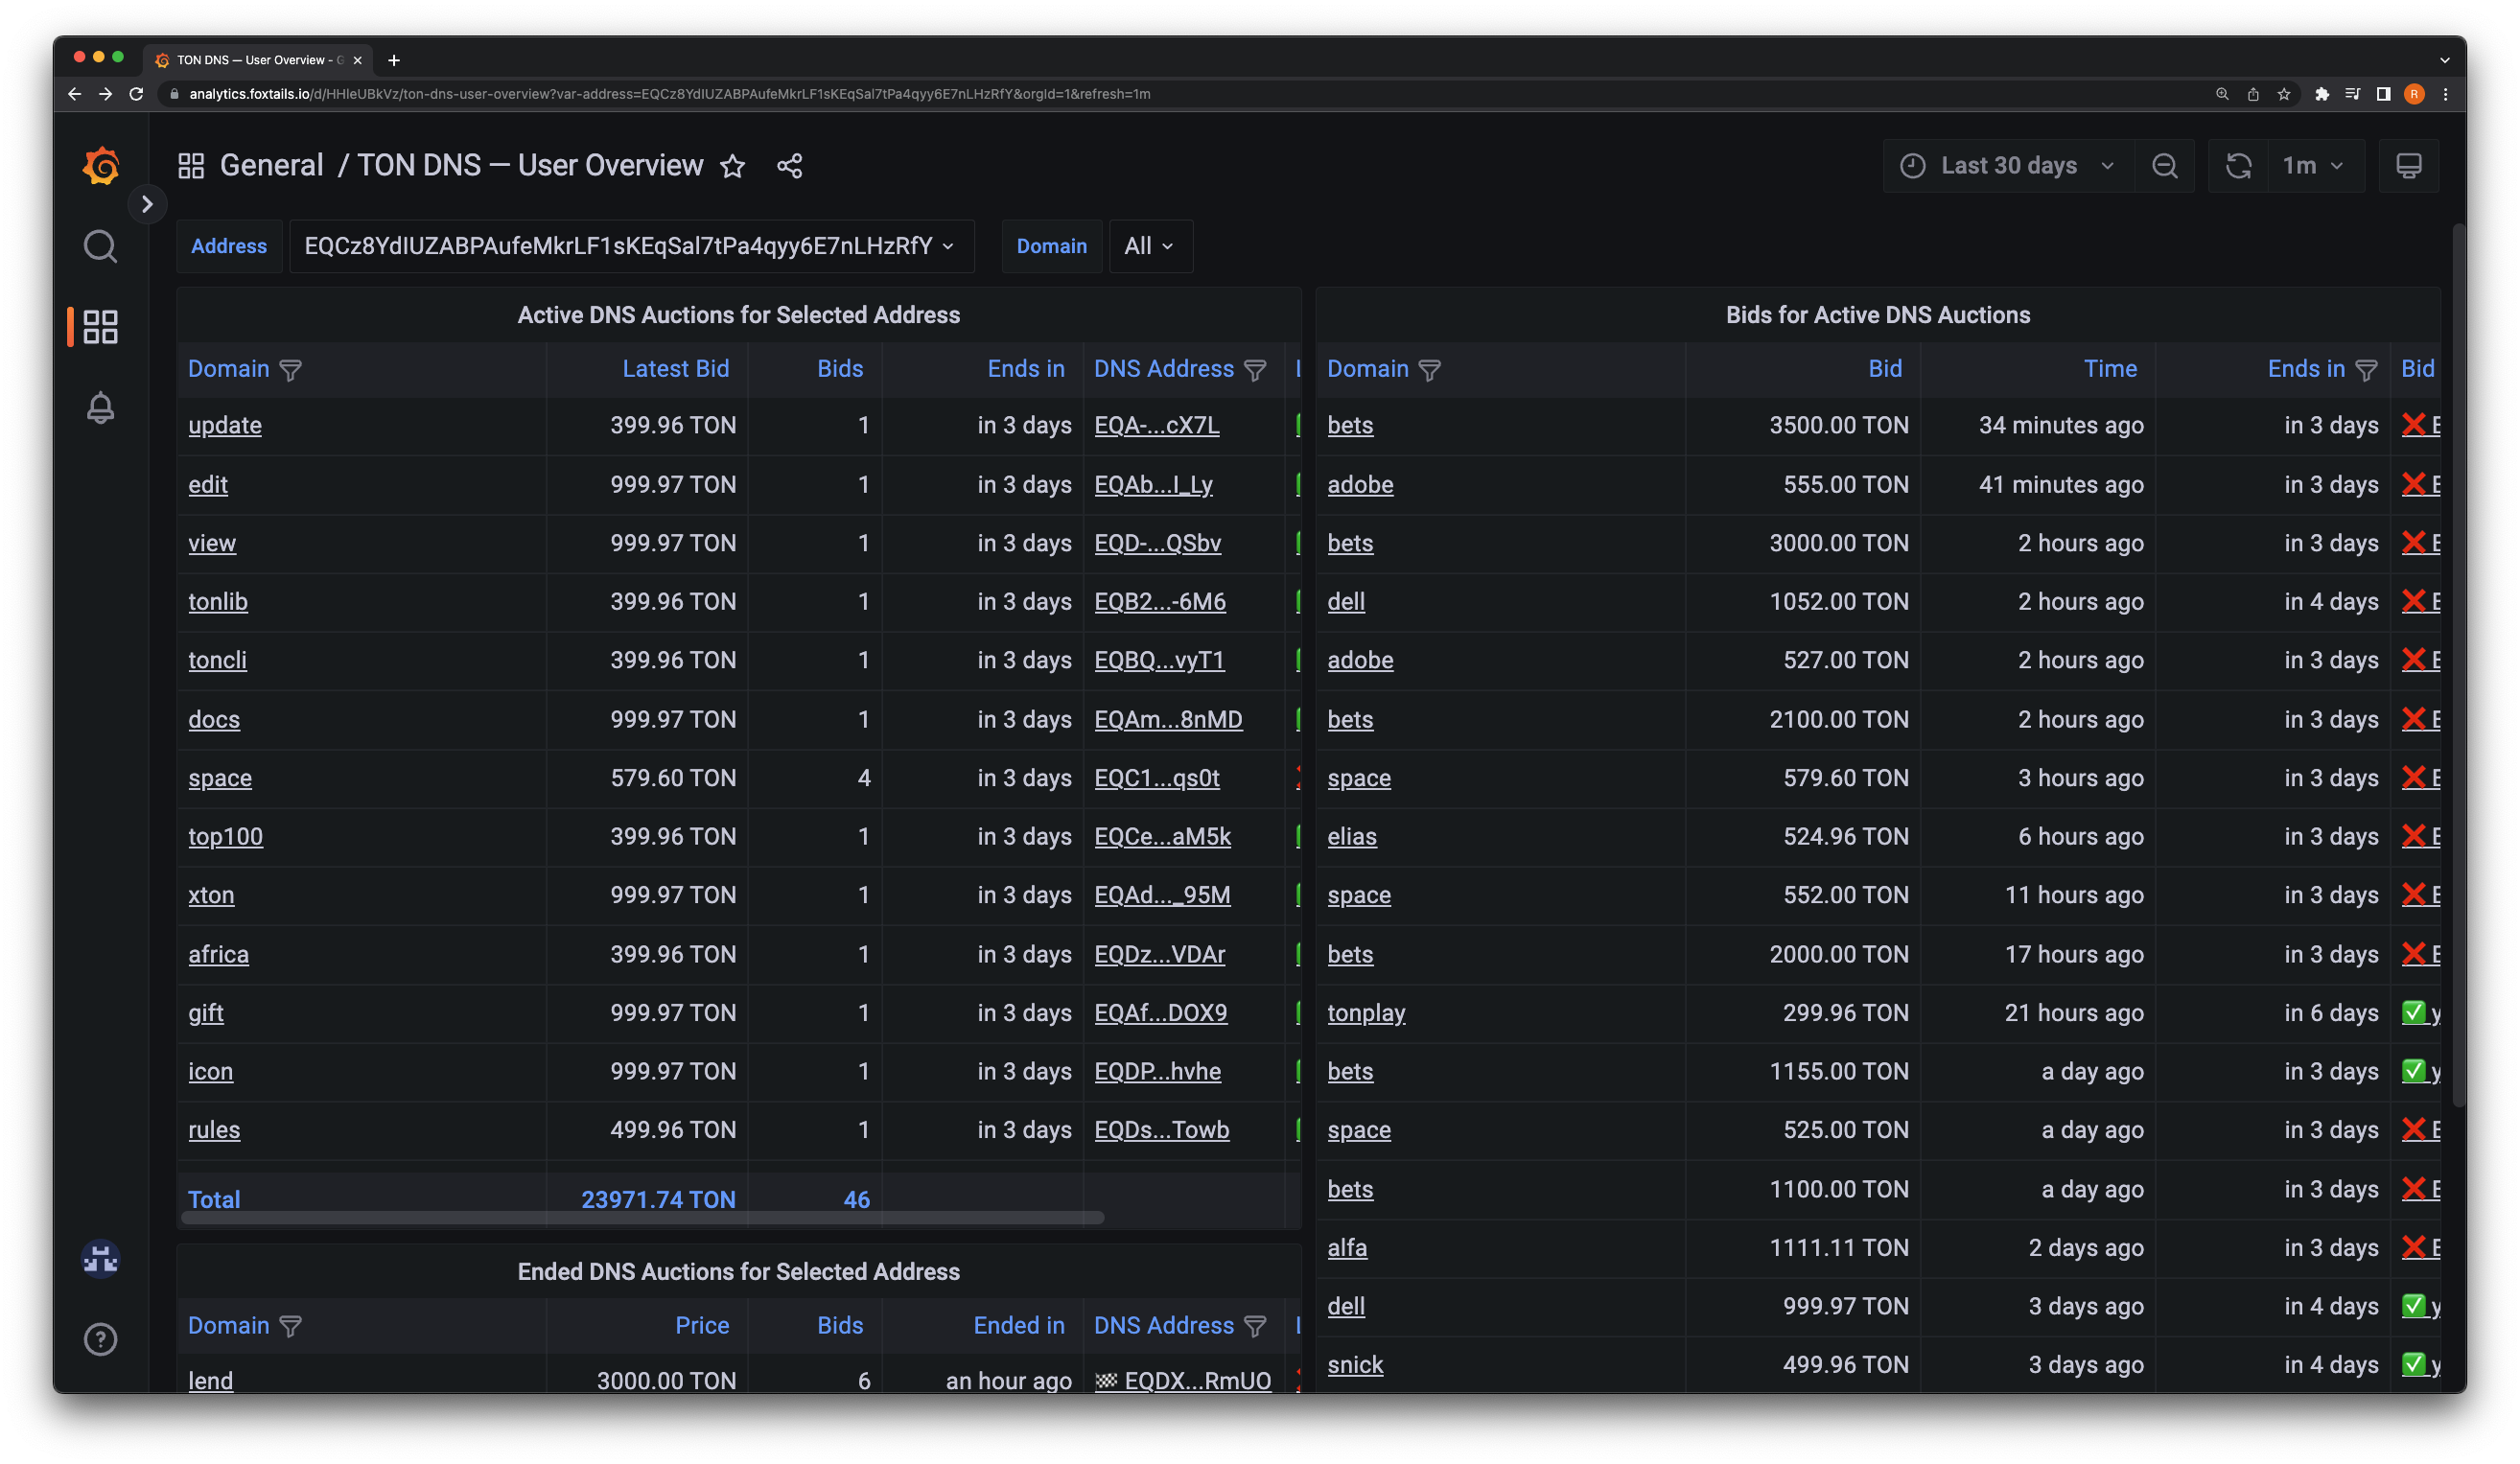 TON DNS — User Overview - G
analytics.foxtails.io/d/HHIeUBkVz/ton-dns-user-overview?var-address=EQCz8YdIUZABPAufeMkrLF1sKEqSal7tPa4qyy6E7nLHzRfY&orgId=1&refresh=1m
R
General / TON DNS — User Overview
Last 30 days
1m
Address EQCz8YdIUZABPAufeMkrLF1sKEqSal7tPa4qyy6E7nLHzRfY Domain All
Active DNS Auctions for Selected Address
Domain Latest Bid Bids Ends in DNS Address
update 399.96 TON 1 in 3 days EQA-...cX7L
edit 999.97 TON 1 in 3 days EQAb...I_Ly
view 999.97 TON 1 in 3 days EQD-...QSbv
tonlib 399.96 TON 1 in 3 days EQB2...-6M6
toncli 399.96 TON 1 in 3 days EQBQ...vyT1
docs 999.97 TON 1 in 3 days EQAm...8nMD
space 579.60 TON 4 in 3 days EQC1...qs0t
top100 399.96 TON 1 in 3 days EQCe...aM5k
xton 999.97 TON 1 in 3 days EQAd..._95M
africa 399.96 TON 1 in 3 days EQDz...VDAr
gift 999.97 TON 1 in 3 days EQAf...DOX9
icon 999.97 TON 1 in 3 days EQDP...hvhe
rules 499.96 TON 1 in 3 days EQDs...Towb
Total 23971.74 TON 46
Ended DNS Auctions for Selected Address
Domain Price Bids Ended in DNS Address
lend 3000.00 TON 6 an hour ago EQDX...RmUO
Bids for Active DNS Auctions
Domain Bid Time Ends in Bid
bets 3500.00 TON 34 minutes ago in 3 days
adobe 555.00 TON 41 minutes ago in 3 days
bets 3000.00 TON 2 hours ago in 3 days
dell 1052.00 TON 2 hours ago in 4 days
adobe 527.00 TON 2 hours ago in 3 days
bets 2100.00 TON 2 hours ago in 3 days
space 579.60 TON 3 hours ago in 3 days
elias 524.96 TON 6 hours ago in 3 days
space 552.00 TON 11 hours ago in 3 days
bets 2000.00 TON 17 hours ago in 3 days
tonplay 299.96 TON 21 hours ago in 6 days
bets 1155.00 TON a day ago in 3 days
space 525.00 TON a day ago in 3 days
bets 1100.00 TON a day ago in 3 days
alfa 1111.11 TON 2 days ago in 3 days
dell 999.97 TON 3 days ago in 4 days
snick 499.96 TON 3 days ago in 4 days